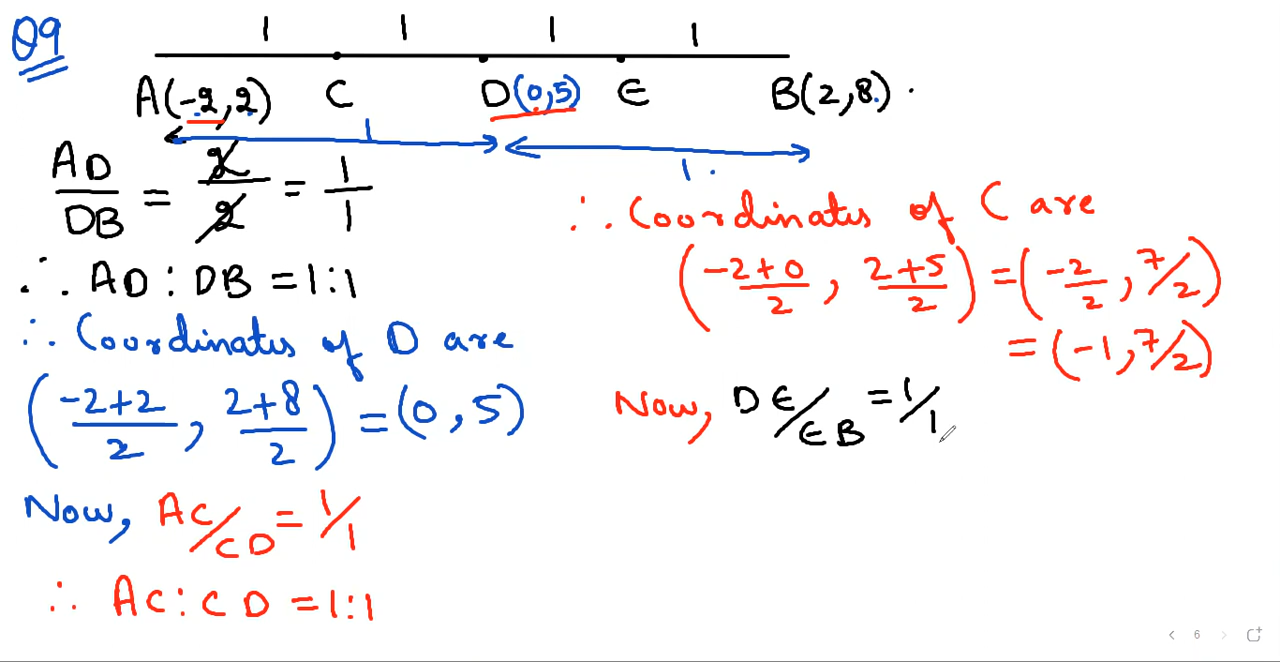 Q9
1 1 1 1
A(-2,2) C D(0,5) E B(2,8).
1 1
AD/DB = 2/2 = 1/1
∴ AD : DB = 1:1
∴ Coordinates of D are
(-2+2/2, 2+8/2) = (0, 5)
Now, AC/CD = 1/1
∴ AC : CD = 1:1
∴ Coordinates of C are
(-2+0/2, 2+5/2) = (-2/2, 7/2)
= (-1, 7/2)
Now, DE/EB = 1/1
6